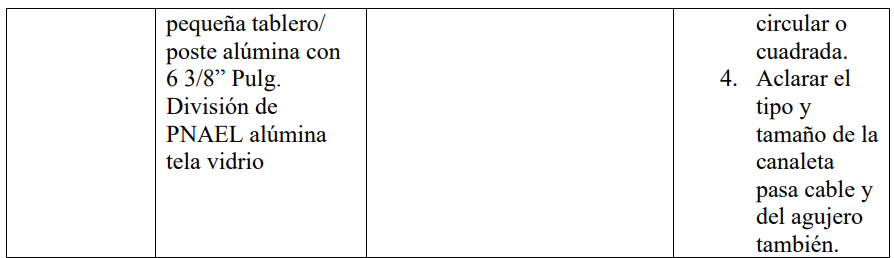 pequeña tablero/
poste alúmina con
6 3/8” Pulg.
División de
PNAEL alúmina
tela vidrio
circular o
cuadrada.
4. Aclarar el
tipo y
tamaño de la
canaleta
pasa cable y
del agujero
también.